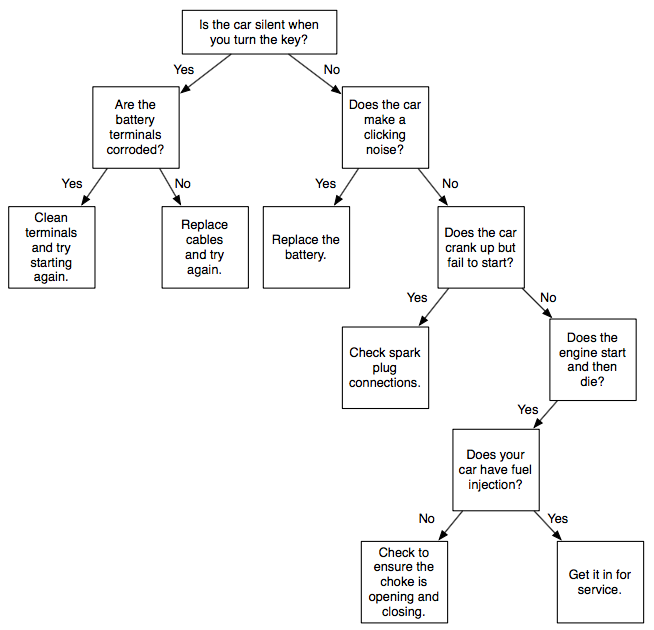 Is the car silent when
you turn the key?
Yes
No
Are the
battery
terminals
corroded?
Does the car
make a
clicking
noise?
Yes
No
Yes
No
Clean
terminals
and try
starting
again.
Replace
cables
and try
again.
Replace the
battery.
Does the car
crank up but
fail to start?
Yes
No
Check spark
plug
connections.
Does the
engine start
and then
die?
Yes
Does your
car have fuel
injection?
No
Yes
Check to
ensure the
choke is
opening and
closing.
Get it in for
service.